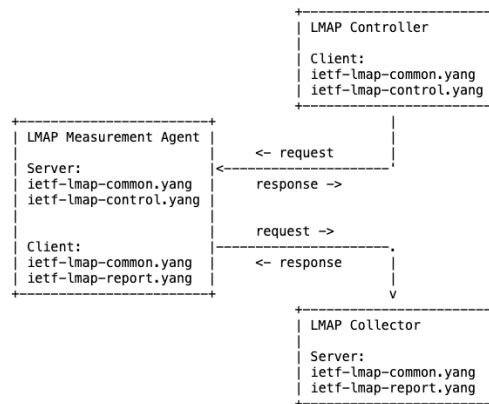 LMAP Controller
Client:
ietf-lmap-common.yang
ietf-lmap-control.yang
LMAP Measurement Agent
<- request
Server:
ietf-lmap-common.yang
response ->
ietf-lmap-control.yang
request ->
Client:
ietf-lmap-common.yang
<- response
ietf-lmap-report.yang
LMAP Collector
Server:
ietf-lmap-common.yang
ietf-lmap-report.yang